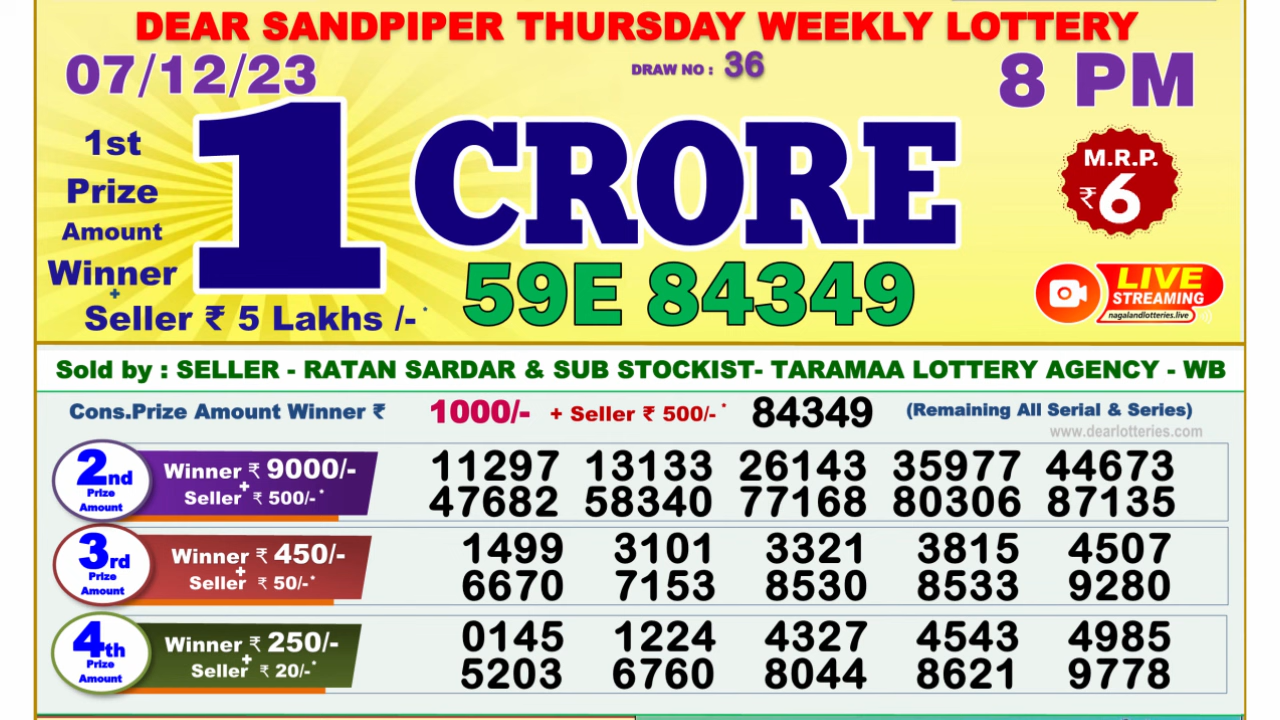 DEAR SANDPIPER THURSDAY WEEKLY LOTTERY
07/12/23 DRAW NO : 36 8 PM
1st
Prize
Amount
Winner
+
Seller ₹ 5 Lakhs /-*
1 CRORE
59E 84349
M.R.P.
₹6
LIVE
STREAMING
nagalandlotteries.live
Sold by : SELLER - RATAN SARDAR & SUB STOCKIST- TARAMAA LOTTERY AGENCY - WB
Cons.Prize Amount Winner ₹ 1000/- + Seller ₹ 500/-* 84349 (Remaining All Serial & Series)
www.dearlotteries.com
2nd
Prize
Amount
Winner ₹ 9000/-
+
Seller ₹ 500/-*
11297 13133 26143 35977 44673
47682 58340 77168 80306 87135
3rd
Prize
Amount
Winner ₹ 450/-
+
Seller ₹ 50/-*
1499 3101 3321 3815 4507
6670 7153 8530 8533 9280
4th
Prize
Amount
Winner ₹ 250/-
+
Seller ₹ 20/-*
0145 1224 4327 4543 4985
5203 6760 8044 8621 9778